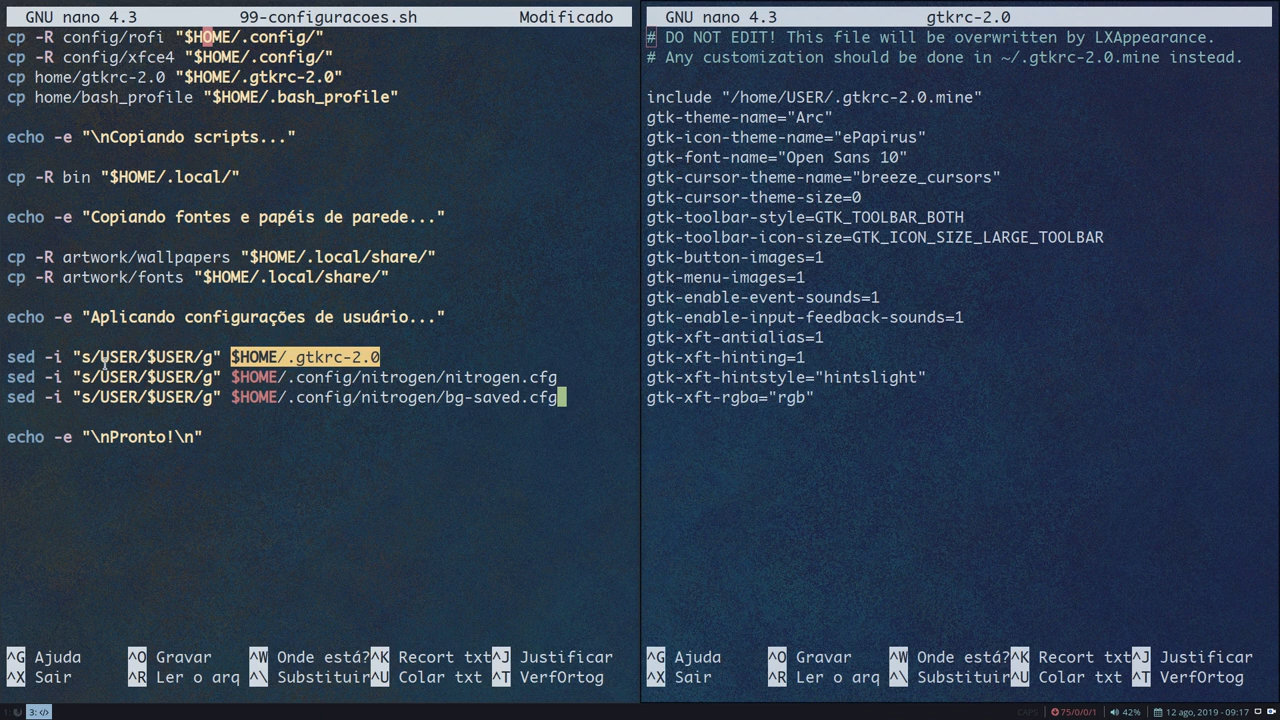 GNU nano 4.3 99-configuracoes.sh Modificado
cp -R config/rofi "$HOME/.config/"
cp -R config/xfce4 "$HOME/.config/"
cp home/gtkrc-2.0 "$HOME/.gtkrc-2.0"
cp home/bash_profile "$HOME/.bash_profile"
echo -e "\nCopiando scripts..."
cp -R bin "$HOME/.local/"
echo -e "Copiando fontes e papéis de parede..."
cp -R artwork/wallpapers "$HOME/.local/share/"
cp -R artwork/fonts "$HOME/.local/share/"
echo -e "Aplicando configurações de usuário..."
sed -i "s/USER/$USER/g" $HOME/.gtkrc-2.0
sed -i "s/USER/$USER/g" $HOME/.config/nitrogen/nitrogen.cfg
sed -i "s/USER/$USER/g" $HOME/.config/nitrogen/bg-saved.cfg
echo -e "\nPronto!\n"
^G Ajuda ^O Gravar ^W Onde está? ^K Recort txt ^J Justificar
^X Sair ^R Ler o arq ^\ Substituir ^U Colar txt ^T VerfOrtog
GNU nano 4.3 gtkrc-2.0
# DO NOT EDIT! This file will be overwritten by LXAppearance.
# Any customization should be done in ~/.gtkrc-2.0.mine instead.
include "/home/USER/.gtkrc-2.0.mine"
gtk-theme-name="Arc"
gtk-icon-theme-name="ePapirus"
gtk-font-name="Open Sans 10"
gtk-cursor-theme-name="breeze_cursors"
gtk-cursor-theme-size=0
gtk-toolbar-style=GTK_TOOLBAR_BOTH
gtk-toolbar-icon-size=GTK_ICON_SIZE_LARGE_TOOLBAR
gtk-button-images=1
gtk-menu-images=1
gtk-enable-event-sounds=1
gtk-enable-input-feedback-sounds=1
gtk-xft-antialias=1
gtk-xft-hinting=1
gtk-xft-hintstyle="hintslight"
gtk-xft-rgba="rgb"
^G Ajuda ^O Gravar ^W Onde está? ^K Recort txt ^J Justificar
^X Sair ^R Ler o arq ^\ Substituir ^U Colar txt ^T VerfOrtog
1: 3: </> CAPS 75/0/0/1 42% 12 ago, 2019 - 09:17